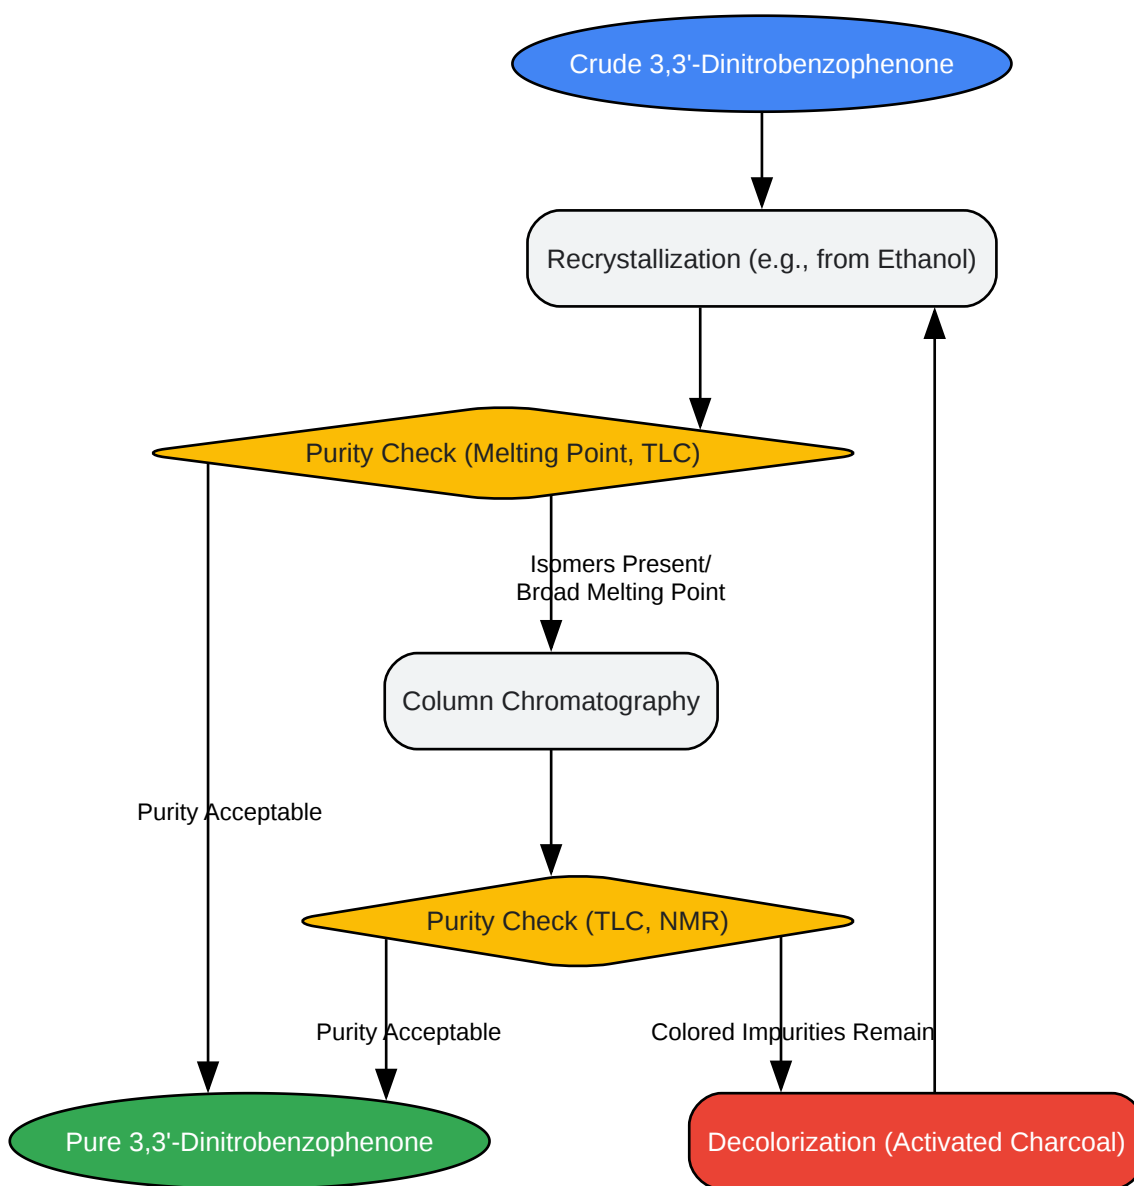 Crude 3,3'-Dinitrobenzophenone
Recrystallization (e.g., from Ethanol)
Purity Check (Melting Point, TLC)
Isomers Present/
Broad Melting Point
Column Chromatography
Purity Acceptable
Purity Check (TLC, NMR)
Purity Acceptable
Colored Impurities Remain
Pure 3,3'-Dinitrobenzophenone
Decolorization (Activated Charcoal)